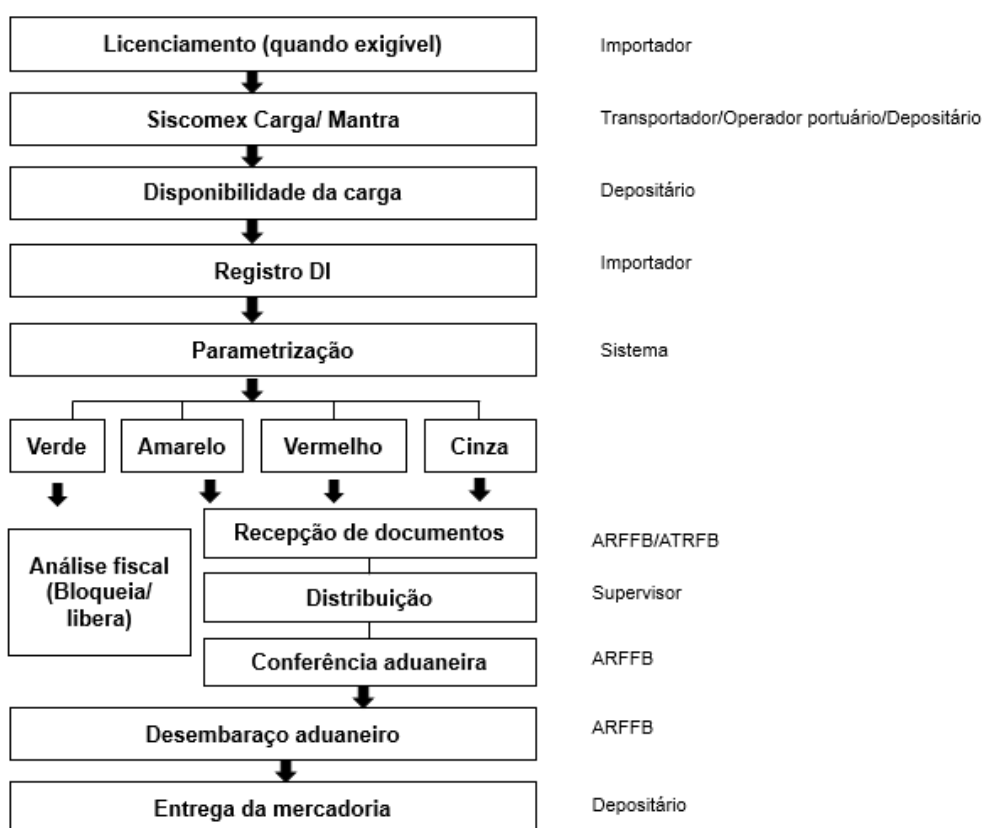 Licenciamento (quando exigível)
Importador
Siscomex Carga/ Mantra
Transportador/Operador portuário/Depositário
Disponibilidade da carga
Depositário
Registro DI
Importador
Parametrização
Sistema
Verde
Amarelo
Vermelho
Cinza
Análise fiscal
(Bloqueia/
libera)
Recepção de documentos
ARFFB/ATRFB
Distribuição
Supervisor
Conferência aduaneira
ARFFB
Desembaraço aduaneiro
ARFFB
Entrega da mercadoria
Depositário